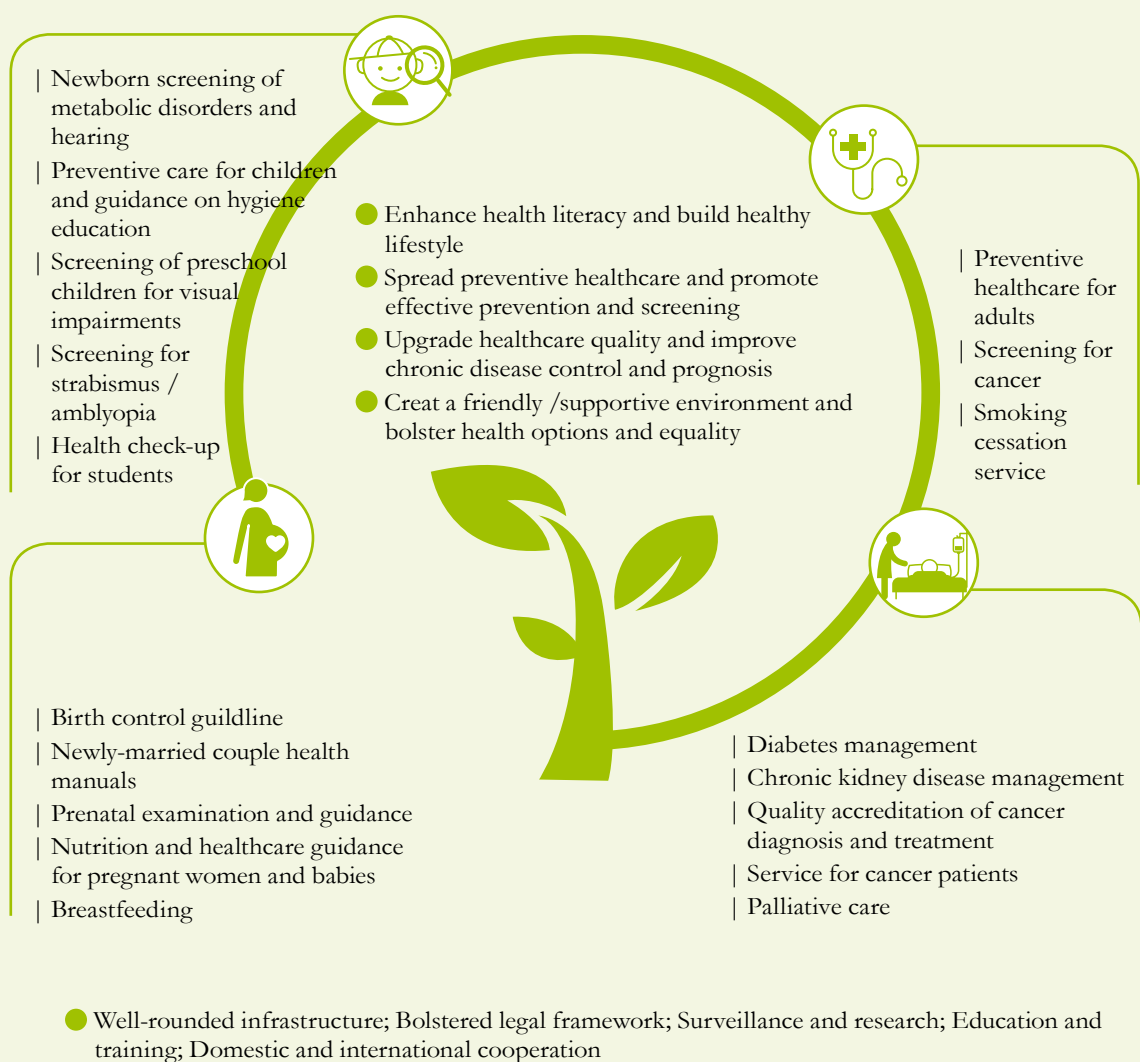 | Newborn screening of
metabolic disorders and
hearing
| Preventive care for children
and guidance on hygiene
education
| Screening of preschool
children for visual
impairments
| Screening for
strabismus /
amblyopia
| Health check-up
for students
● Enhance health literacy and build healthy
lifestyle
● Spread preventive healthcare and promote
effective prevention and screening
● Upgrade healthcare quality and improve
chronic disease control and prognosis
● Creat a friendly /supportive environment and
bolster health options and equality
| Preventive
healthcare for
adults
| Screening for
cancer
| Smoking
cessation
service
| Birth control guildline
| Newly-married couple health
manuals
| Prenatal examination and guidance
| Nutrition and healthcare guidance
for pregnant women and babies
| Breastfeeding
| Diabetes management
| Chronic kidney disease management
| Quality accreditation of cancer
diagnosis and treatment
| Service for cancer patients
| Palliative care
● Well-rounded infrastructure; Bolstered legal framework; Surveillance and research; Education and
training; Domestic and international cooperation